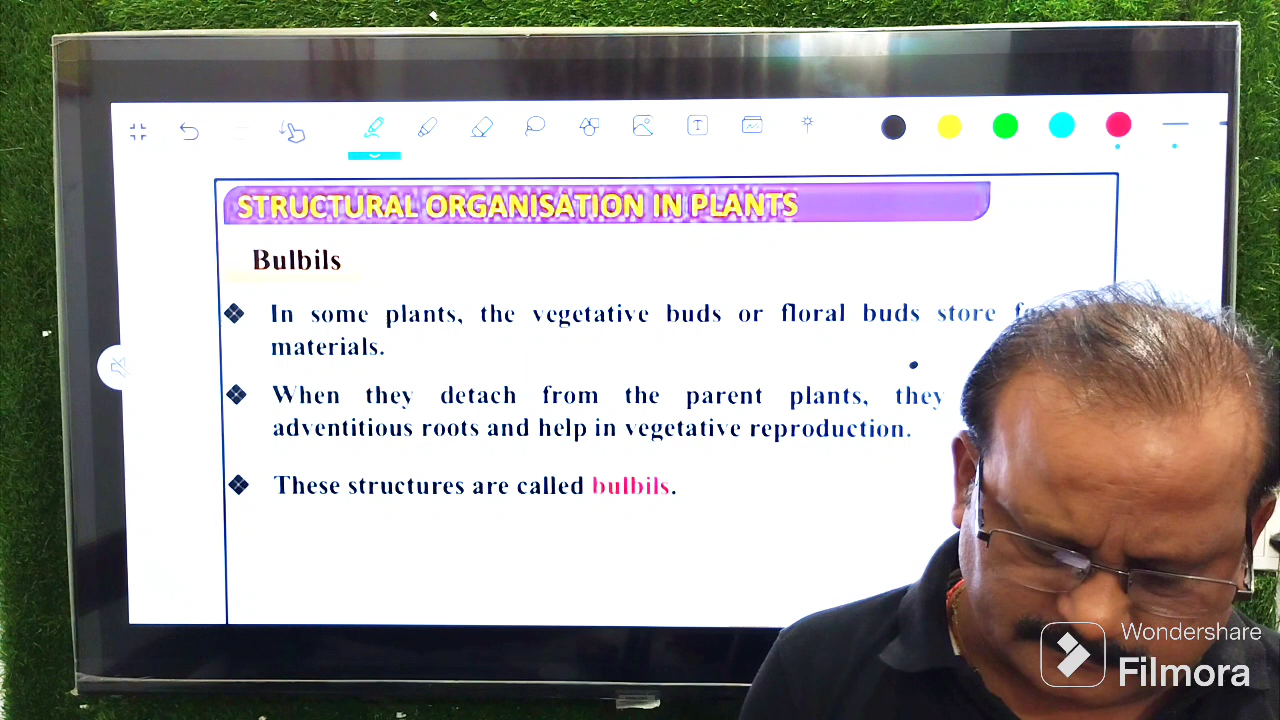 STRUCTURAL ORGANISATION IN PLANTS
Bulbils
In some plants, the vegetative buds or floral buds store
materials.
When they detach from the parent plants, they
adventitious roots and help in vegetative reproduction.
These structures are called bulbils.
Wondershare
Filmora